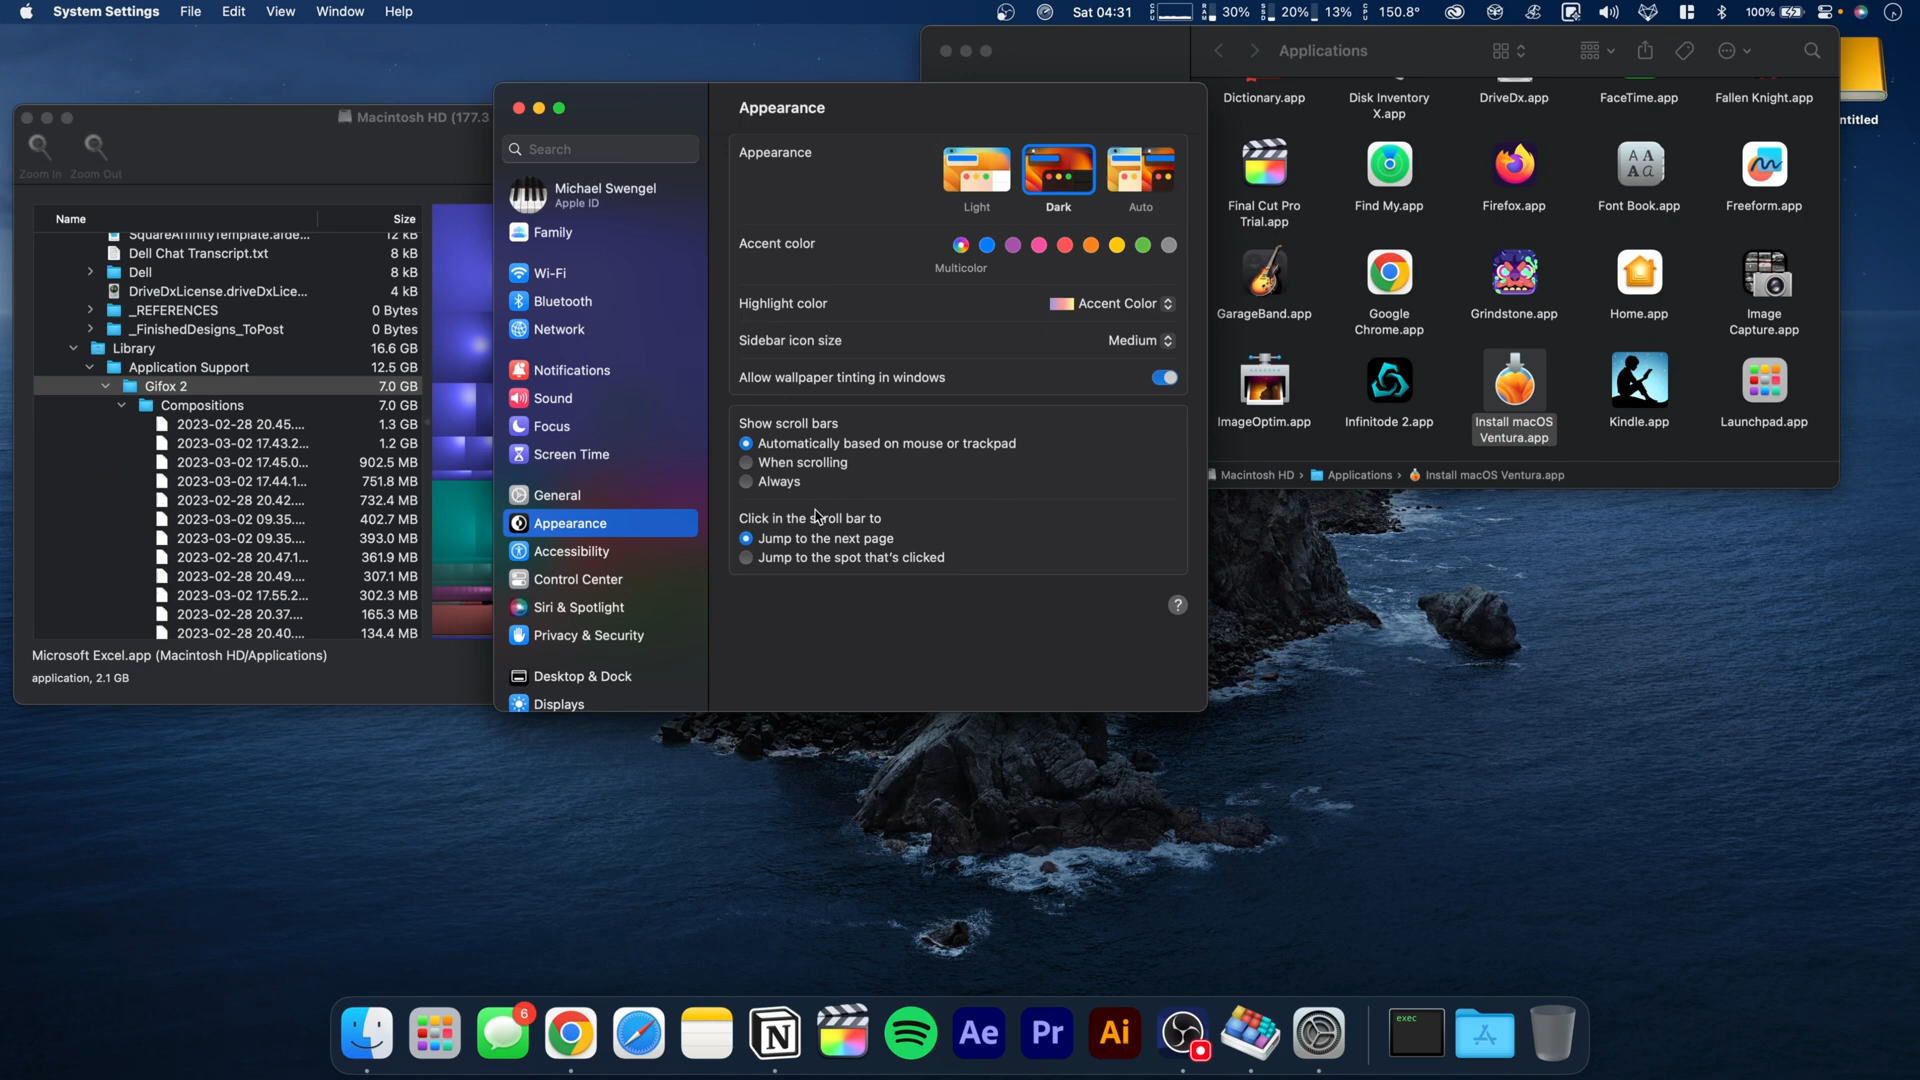 System Settings File Edit View Window Help
Sat 04:31 30% 20% 13% 150.8° 100%
Macintosh HD (177.3
Zoom In Zoom Out
Name Size
SquareAffinityTemplate.afde... 12 kB
Dell Chat Transcript.txt 8 kB
Dell 8 kB
DriveDxLicense.driveDxLice... 4 kB
_REFERENCES 0 Bytes
_FinishedDesigns_ToPost 0 Bytes
Library 16.6 GB
Application Support 12.5 GB
Gifox 2 7.0 GB
Compositions 7.0 GB
2023-02-28 20.45.... 1.3 GB
2023-03-02 17.43.2... 1.2 GB
2023-03-02 17.45.0... 902.5 MB
2023-03-02 17.44.1... 751.8 MB
2023-02-28 20.42.... 732.4 MB
2023-03-02 09.35.... 402.7 MB
2023-03-02 09.35.... 393.0 MB
2023-02-28 20.47.1... 361.9 MB
2023-02-28 20.49.... 307.1 MB
2023-03-02 17.55.2... 302.3 MB
2023-02-28 20.37.... 165.3 MB
2023-02-28 20.40.... 134.4 MB
Microsoft Excel.app (Macintosh HD/Applications)
application, 2.1 GB
Search
Michael Swengel
Apple ID
Family
Wi-Fi
Bluetooth
Network
Notifications
Sound
Focus
Screen Time
General
Appearance
Accessibility
Control Center
Siri & Spotlight
Privacy & Security
Desktop & Dock
Displays
Appearance
Appearance
Light Dark Auto
Accent color
Multicolor
Highlight color Accent Color
Sidebar icon size Medium
Allow wallpaper tinting in windows
Show scroll bars
Automatically based on mouse or trackpad
When scrolling
Always
Click in the scroll bar to
Jump to the next page
Jump to the spot that's clicked
?
Applications
Dictionary.app
Disk Inventory
X.app
DriveDx.app
FaceTime.app
Fallen Knight.app
Final Cut Pro
Trial.app
Find My.app
Firefox.app
Font Book.app
Freeform.app
GarageBand.app
Google
Chrome.app
Grindstone.app
Home.app
Image
Capture.app
ImageOptim.app
Infinitode 2.app
Install macOS
Ventura.app
Kindle.app
Launchpad.app
Macintosh HD › Applications › Install macOS Ventura.app
ntitled
6
Ae
Pr
Ai
exec